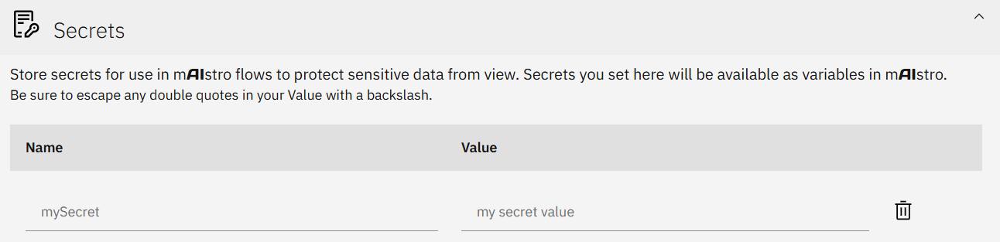 Secrets
Store secrets for use in mAIstro flows to protect sensitive data from view. Secrets you set here will be available as variables in mAIstro.
Be sure to escape any double quotes in your Value with a backslash.
Name Value
mySecret my secret value